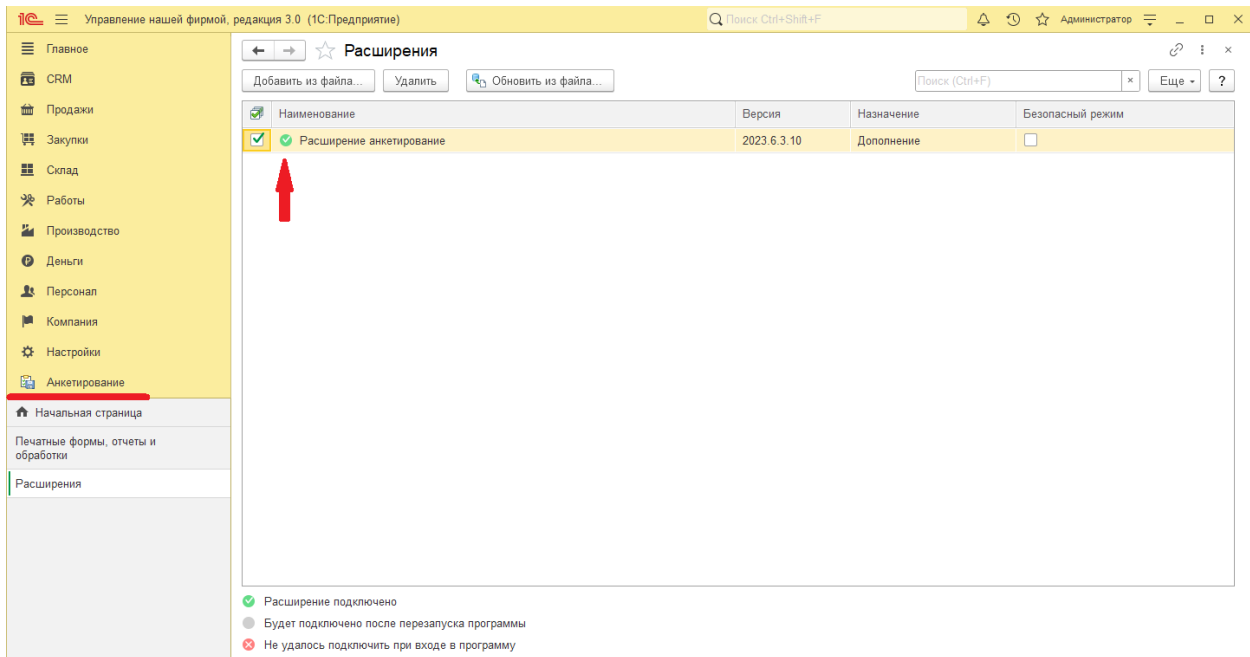 1С Управление нашей фирмой, редакция 3.0 (1С:Предприятие) Поиск Ctrl+Shift+F Администратор
Главное
CRM
Продажи
Закупки
Склад
Работы
Производство
Деньги
Персонал
Компания
Настройки
Анкетирование
Начальная страница
Печатные формы, отчеты и
обработки
Расширения
Расширения
Добавить из файла... Удалить Обновить из файла... Поиск (Ctrl+F) × Еще ?
Наименование Версия Назначение Безопасный режим
Расширение анкетирование 2023.6.3.10 Дополнение
Расширение подключено
Будет подключено после перезапуска программы
Не удалось подключить при входе в программу